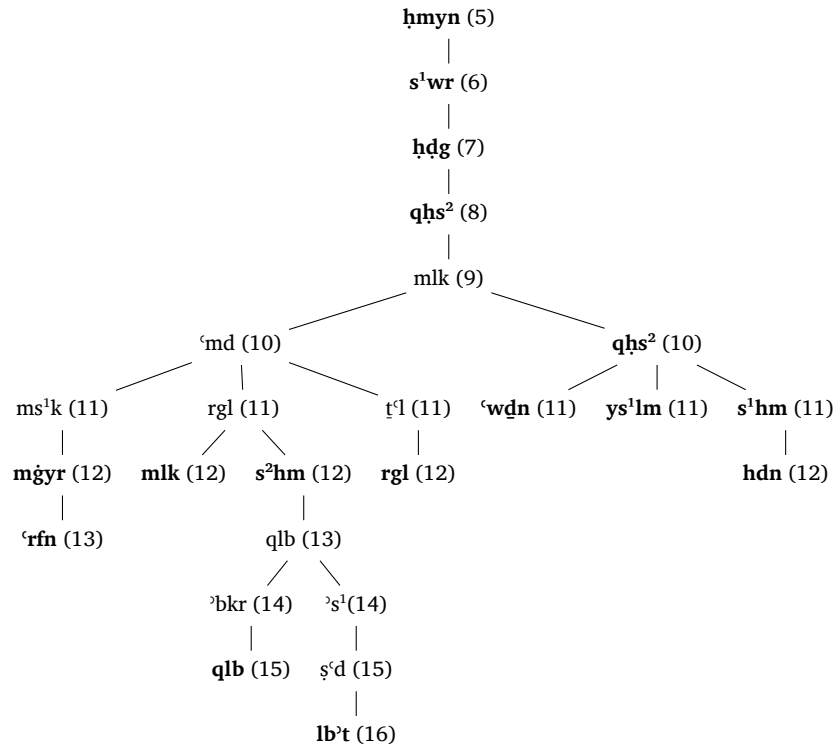 ḥmyn (5)
s¹wr (6)
ḥḍg (7)
qḥs² (8)
mlk (9)
ʿmd (10) qḥs² (10)
ms¹k (11) rgl (11) ṯʿl (11) ʿwḏn (11) ys¹lm (11) s¹hm (11)
mġyr (12) mlk (12) s²hm (12) rgl (12) hdn (12)
ʿrfn (13) qlb (13)
ʾbkr (14) ʾs¹(14)
qlb (15) ṣʿd (15)
lbʾt (16)